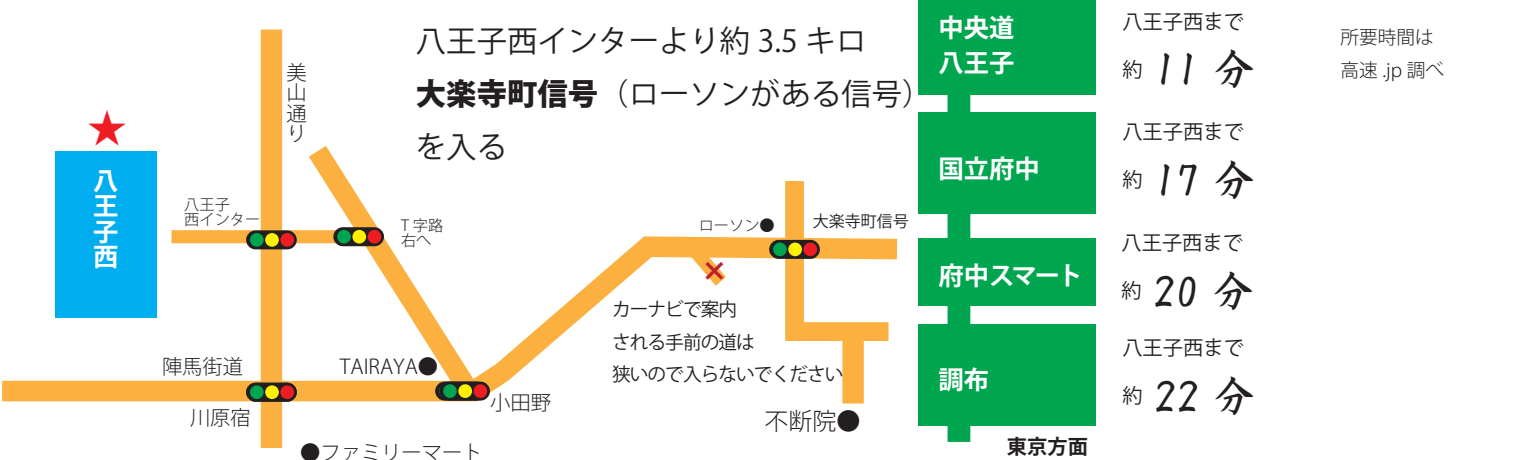 八王子西インターより約 3.5 キロ
大楽寺町信号（ローソンがある信号）
を入る
美山通り
八王子西
八王子
西インター
T字路
右へ
ローソン●
大楽寺町信号
カーナビで案内
される手前の道は
狭いので入らないでください
陣馬街道
TAIRAYA●
川原宿
小田野
不断院●
●ファミリーマート
中央道
八王子
八王子西まで
約 11 分
国立府中
八王子西まで
約 17 分
府中スマート
八王子西まで
約 20 分
調布
八王子西まで
約 22 分
東京方面
所要時間は
高速 .jp 調べ